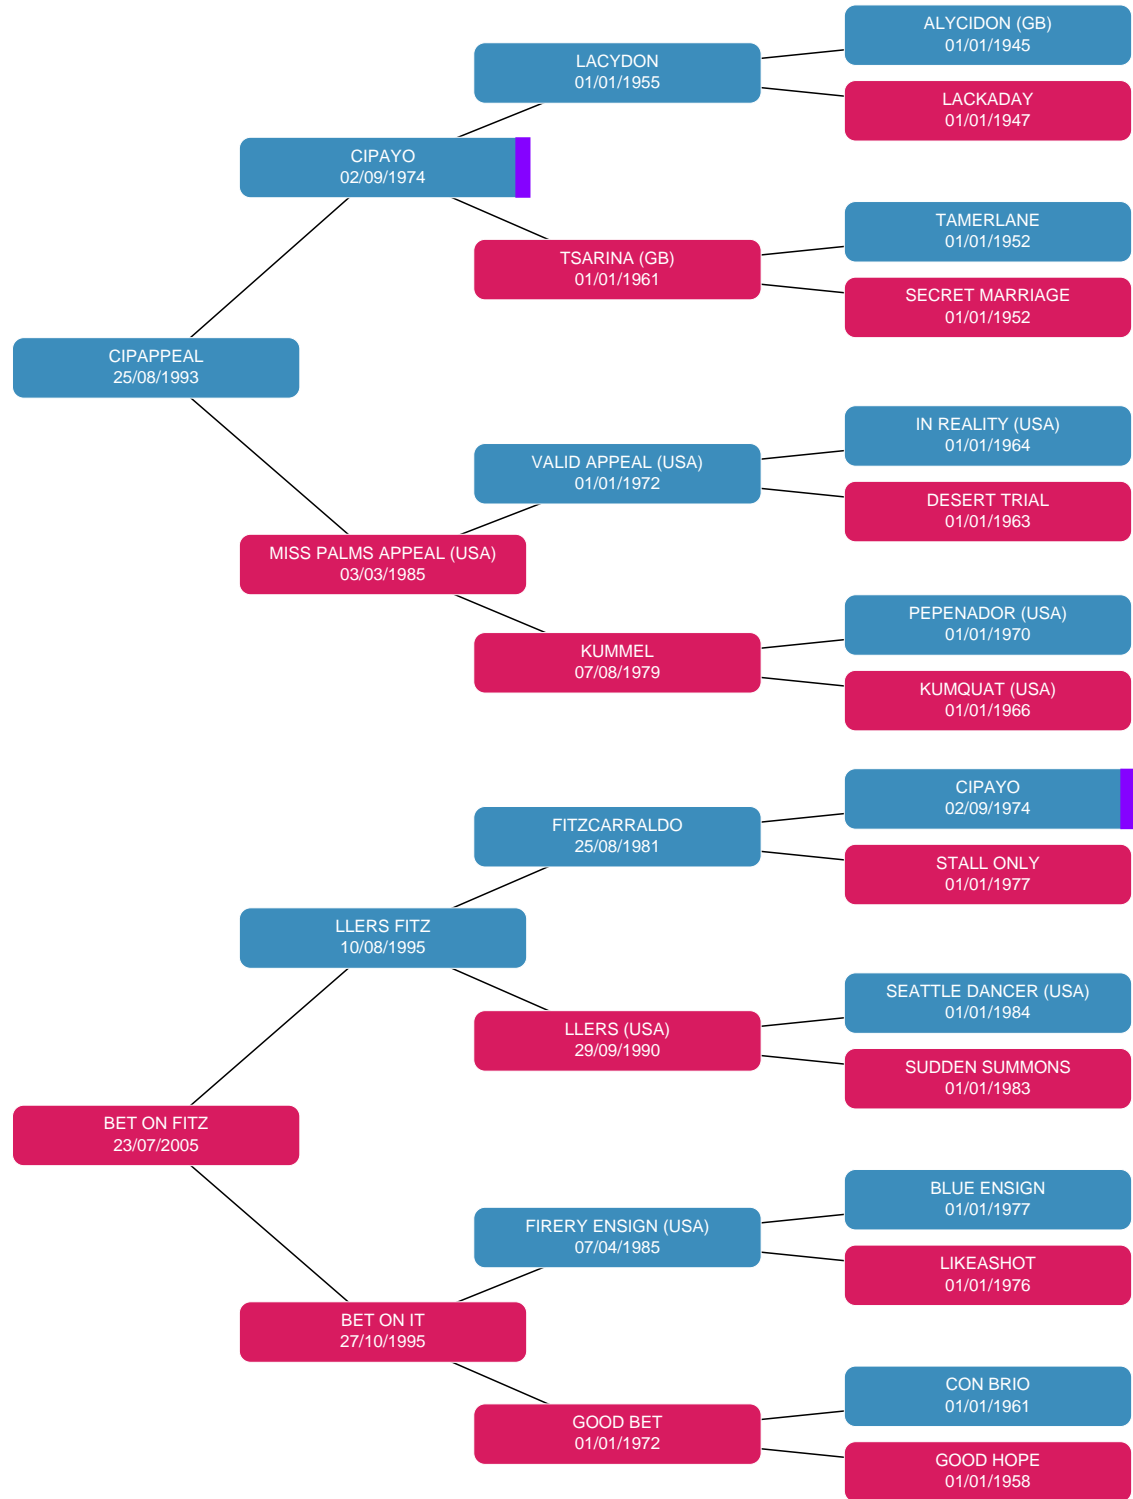 ALYCIDON (GB)
01/01/1945
LACYDON
01/01/1955
LACKADAY
01/01/1947
CIPAYO
02/09/1974
TAMERLANE
01/01/1952
TSARINA (GB)
01/01/1961
SECRET MARRIAGE
01/01/1952
CIPAPPEAL
25/08/1993
IN REALITY (USA)
01/01/1964
VALID APPEAL (USA)
01/01/1972
DESERT TRIAL
01/01/1963
MISS PALMS APPEAL (USA)
03/03/1985
PEPENADOR (USA)
01/01/1970
KUMMEL
07/08/1979
KUMQUAT (USA)
01/01/1966
CIPAYO
02/09/1974
FITZCARRALDO
25/08/1981
STALL ONLY
01/01/1977
LLERS FITZ
10/08/1995
SEATTLE DANCER (USA)
01/01/1984
LLERS (USA)
29/09/1990
SUDDEN SUMMONS
01/01/1983
BET ON FITZ
23/07/2005
BLUE ENSIGN
01/01/1977
FIRERY ENSIGN (USA)
07/04/1985
LIKEASHOT
01/01/1976
BET ON IT
27/10/1995
CON BRIO
01/01/1961
GOOD BET
01/01/1972
GOOD HOPE
01/01/1958